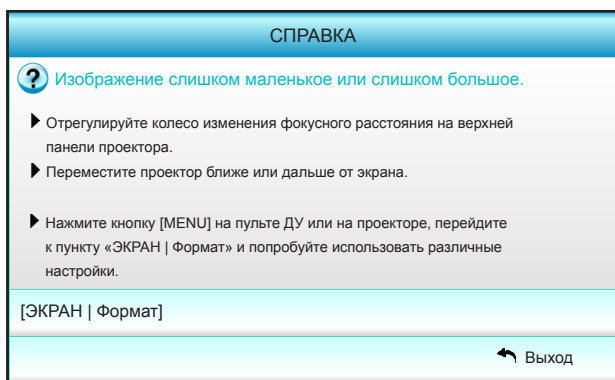 СПРАВКА
Изображение слишком маленькое или слишком большое.
Отрегулируйте колесо изменения фокусного расстояния на верхней
панели проектора.
Переместите проектор ближе или дальше от экрана.
Нажмите кнопку [MENU] на пульте ДУ или на проекторе, перейдите
к пункту «ЭКРАН | Формат» и попробуйте использовать различные
настройки.
[ЭКРАН | Формат]
Выход